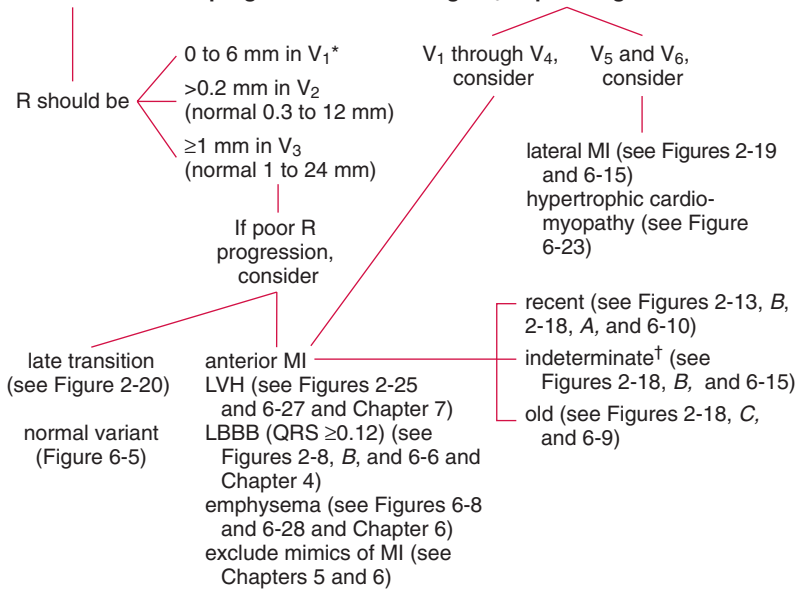 0 to 6 mm in V1*
R should be
>0.2 mm in V2
(normal 0.3 to 12 mm)
≥1 mm in V3
(normal 1 to 24 mm)
If poor R
progression,
consider
V1 through V4,
consider
V5 and V6,
consider
lateral MI (see Figures 2-19
and 6-15)
hypertrophic cardio-
myopathy (see Figure
6-23)
late transition
(see Figure 2-20)
normal variant
(Figure 6-5)
anterior MI
LVH (see Figures 2-25
and 6-27 and Chapter 7)
LBBB (QRS ≥0.12) (see
Figures 2-8, B, and 6-6 and
Chapter 4)
emphysema (see Figures 6-8
and 6-28 and Chapter 6)
exclude mimics of MI (see
Chapters 5 and 6)
recent (see Figures 2-13, B,
2-18, A, and 6-10)
indeterminate† (see
Figures 2-18, B, and 6-15)
old (see Figures 2-18, C,
and 6-9)